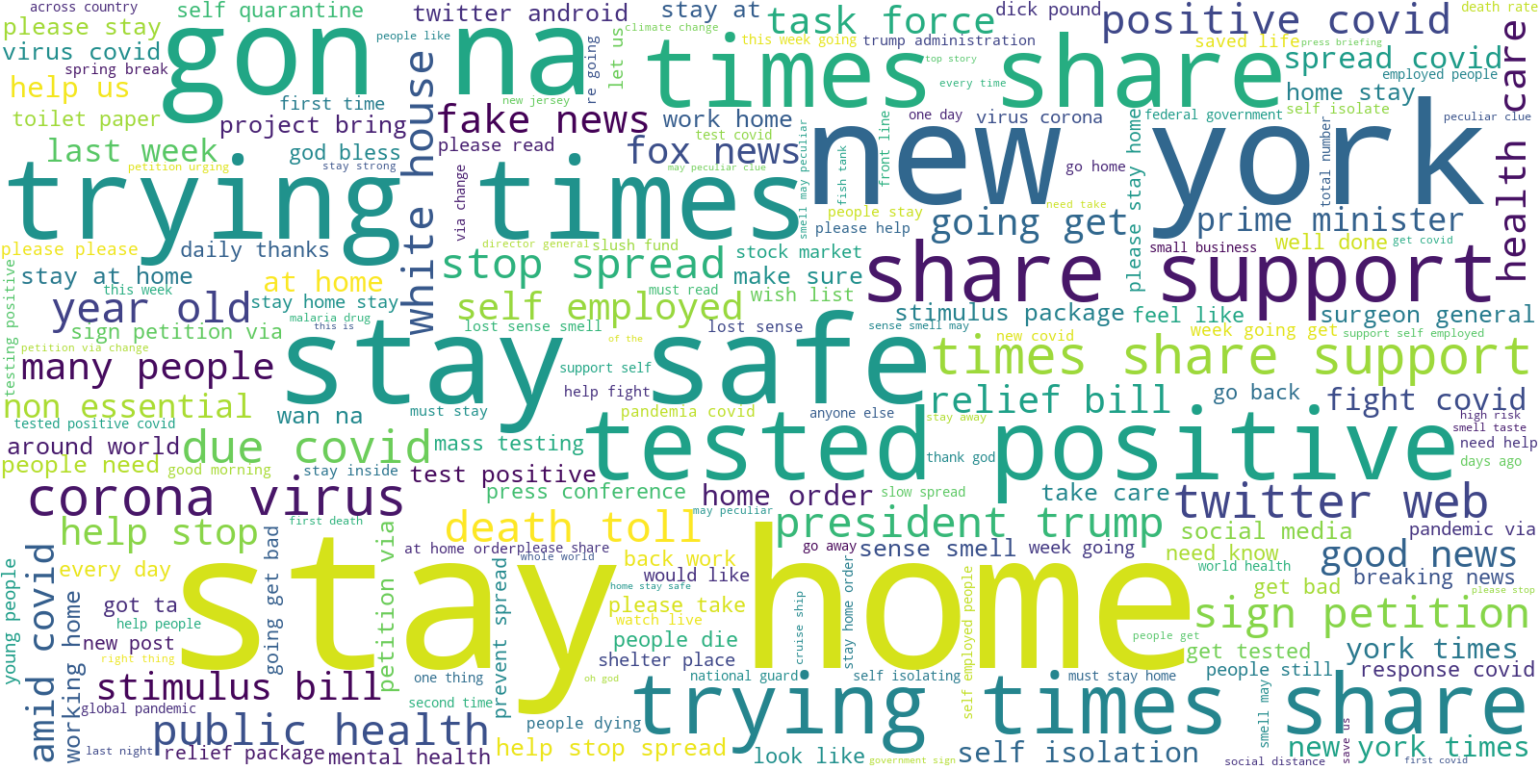 across country
self quarantine
twitter android
stay at
dick pound
positive covid
death rate
please stay
gon na
people like
climate change
task force
this week going
trump administration
saved life
press briefing
virus covid
let us
re going
times share
top story
spread covid
spring break
every time
employed people
help us
new jersey
home stay
health care
first time
white house
fake news
work home
test covid
new york
one day
virus corona
federal government
self isolate
peculiar clue
toilet paper
project bring
please read
fox news
front line
last week
god bless
petition urging
stay strong
trying times
may peculiar clue
smell may peculiar
fish tank
go home
please stay home
total number
via change
need take
people stay
please help
going get
prime minister
please please
daily thanks
director general
slush fund
stock market
small business
well done
get covid
stop spread
share support
stay at home
at home
make sure
this week
must read
testing positive
year old
stay home stay
self employed
wish list
stimulus package
feel like
surgeon general
malaria drug
this is
sign petition via
lost sense smell
lost sense
sense smell may
new covid
week going get
support self employed
petition via change
of the
stay safe
times share support
many people
support self
help fight
relief bill
go back
fight covid
non essential
wan na
must stay
pandemia covid
anyone else
stay away
high risk
tested positive covid
smell taste
around world
due covid
mass testing
tested positive
need help
people need
good morning
stay inside
test positive
thank god
days ago
press conference
home order
slow spread
take care
twitter web
corona virus
may peculiar
first death
help stop
petition via
death toll
president trump
social media
pandemic via
at home order
please share
whole world
go away
sense smell
week going
need know
good news
amid covid
every day
going get bad
stay home
back work
would like
home stay safe
world health
breaking news
young people
get bad
please stop
got ta
please take
sign petition
help people
watch live
new post
working home
prevent spread
people die
cruise ship
stay home order
self employed people
people get
get tested
york times
right thing
shelter place
people still
response covid
stimulus bill
one thing
oh god
national guard
self isolating
must stay home
second time
trying times share
smell may
global pandemic
public health
people dying
save us
last night
relief package
mental health
help stop spread
look like
government sign
self isolation
social distance
new york times
first covid